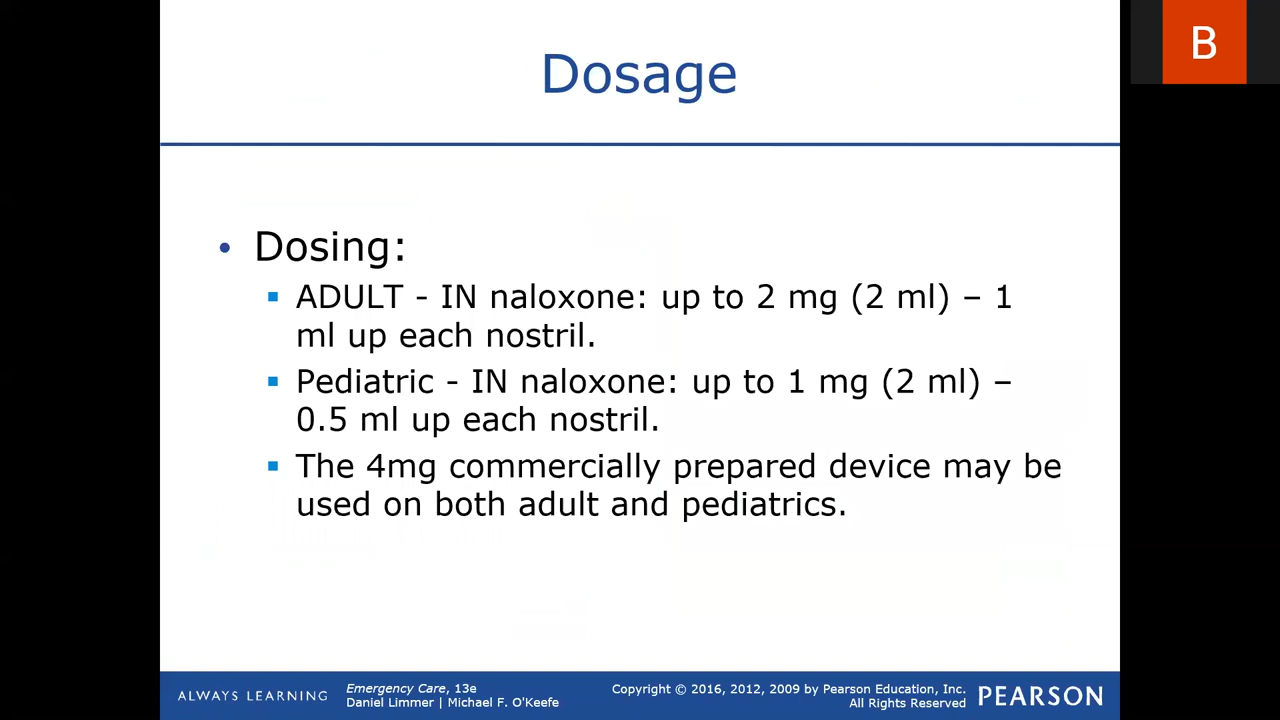 B
Dosage
• Dosing:
▪ ADULT - IN naloxone: up to 2 mg (2 ml) – 1
ml up each nostril.
▪ Pediatric - IN naloxone: up to 1 mg (2 ml) –
0.5 ml up each nostril.
▪ The 4mg commercially prepared device may be
used on both adult and pediatrics.
ALWAYS LEARNING
Emergency Care, 13e
Daniel Limmer | Michael F. O'Keefe
Copyright © 2016, 2012, 2009 by Pearson Education, Inc.
All Rights Reserved
PEARSON